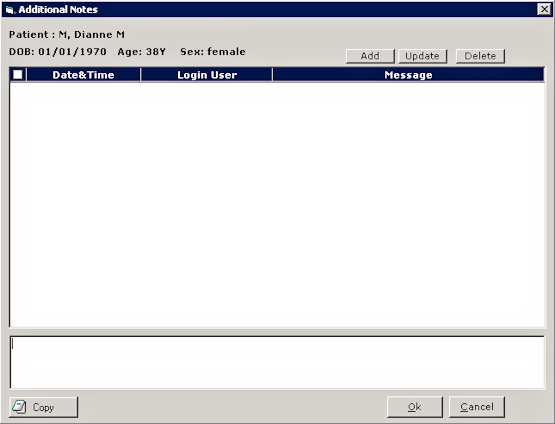 Additional Notes
Patient : M, Dianne M
DOB: 01/01/1970 Age: 38Y Sex: female
Add Update Delete
Date&Time Login User Message
Copy Ok Cancel